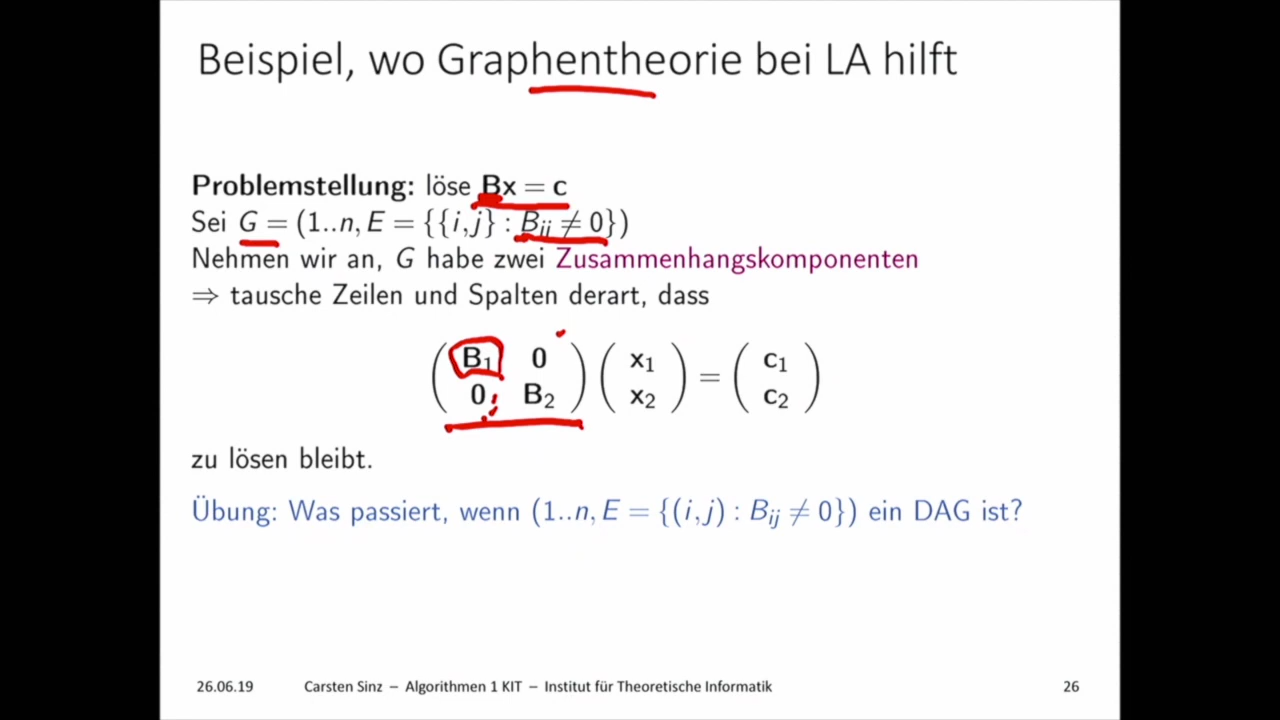 Beispiel, wo Graphentheorie bei LA hilft
Problemstellung: löse Bx = c
Sei G = (1..n, E = {{i,j} : Bij ≠ 0})
Nehmen wir an, G habe zwei Zusammenhangskomponenten
⇒ tausche Zeilen und Spalten derart, dass
( B1 0 ) ( x1 ) = ( c1 )
( 0 B2 ) ( x2 ) ( c2 )
zu lösen bleibt.
Übung: Was passiert, wenn (1..n, E = {(i,j) : Bij ≠ 0}) ein DAG ist?
26.06.19 Carsten Sinz – Algorithmen 1 KIT – Institut für Theoretische Informatik 26